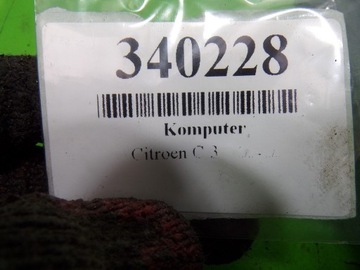 340228
Komputer
Citroen C 3